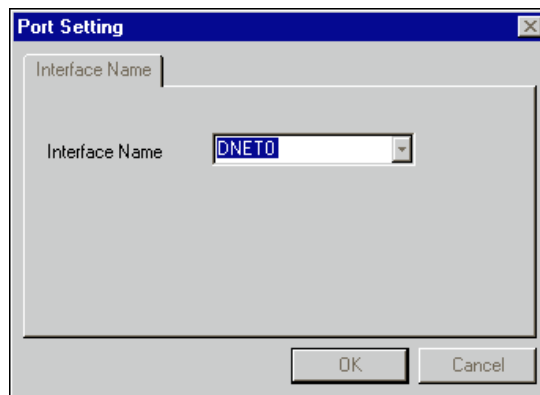 Port Setting
Interface Name
Interface Name DNET0
OK Cancel